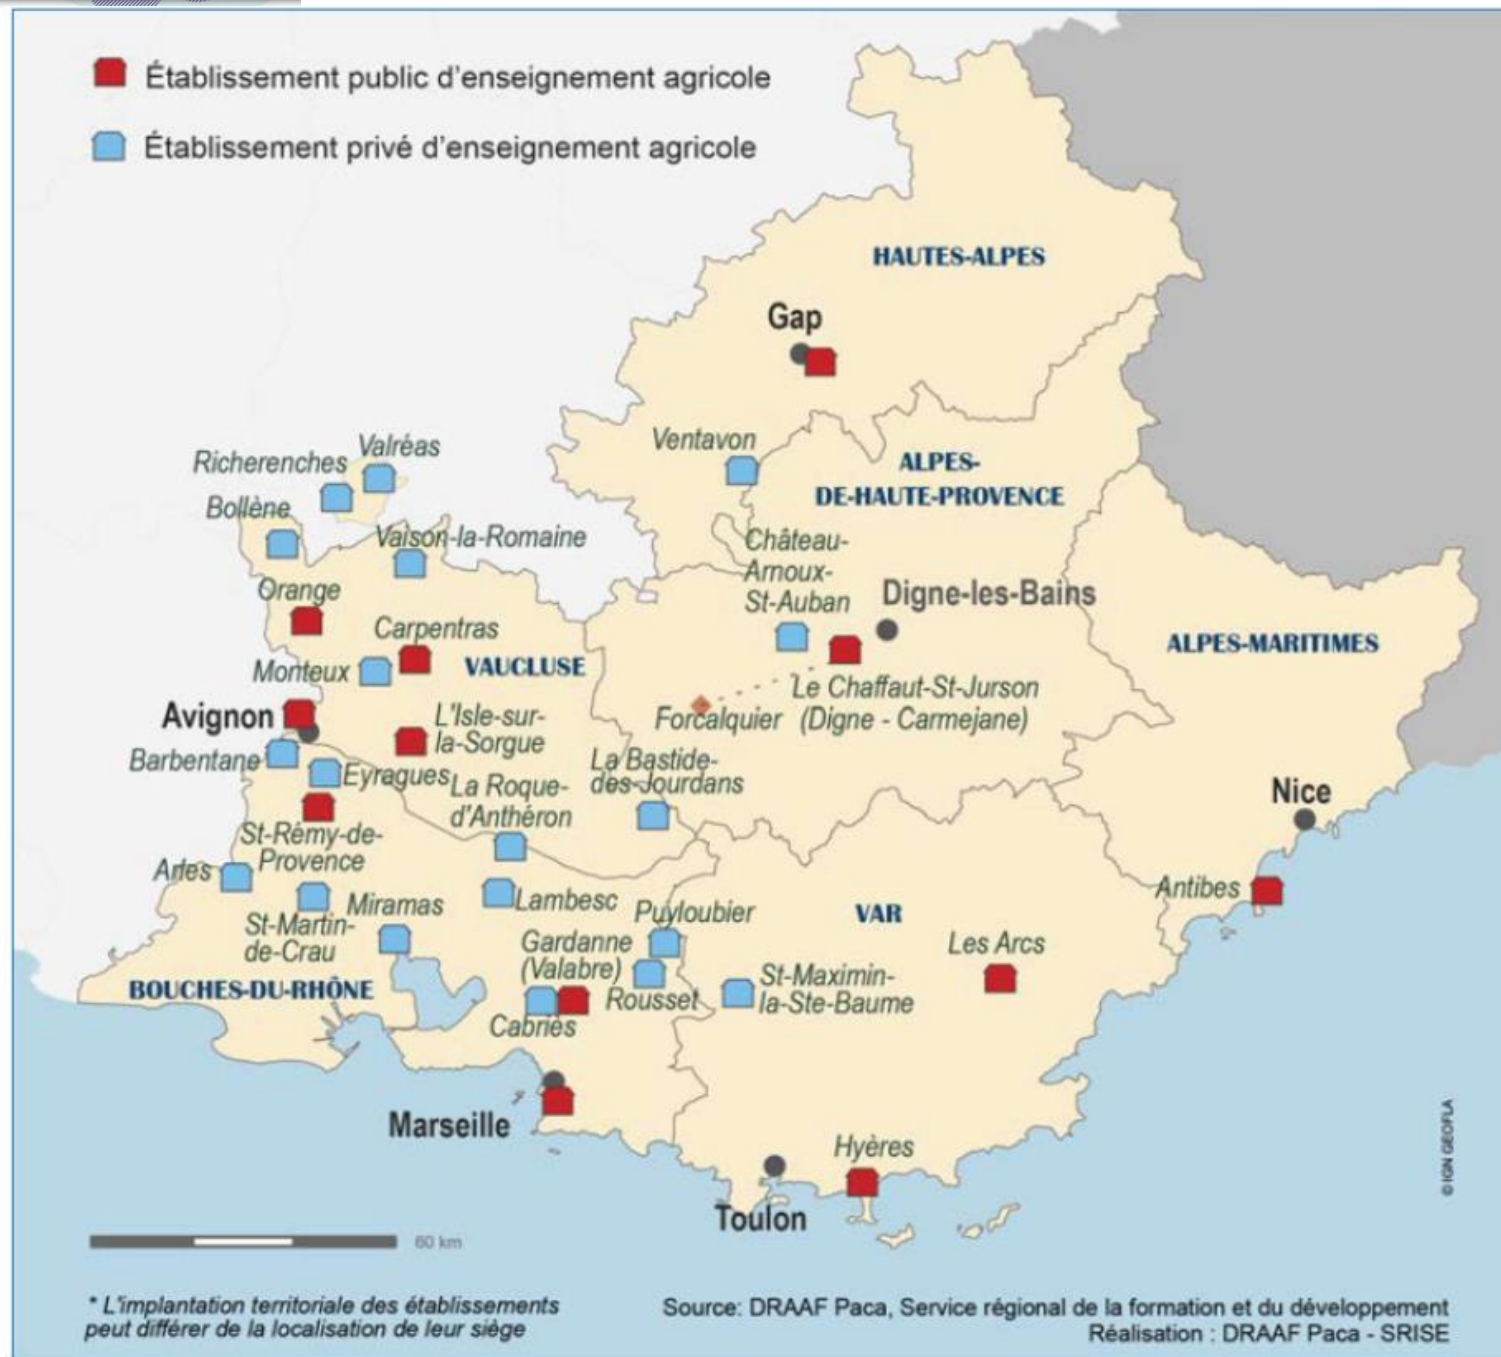 Établissement public d'enseignement agricole
Établissement privé d'enseignement agricole
HAUTES-ALPES
Gap
Ventavon
ALPES-
DE-HAUTE-PROVENCE
Valréas
Richerenches
Bollène
Vaison-la-Romaine
Château-
Arnoux-
St-Auban
Digne-les-Bains
Orange
Carpentras
Monteux
VAUCLUSE
ALPES-MARITIMES
Le Chaffaut-St-Jurson
(Digne - Carmejane)
Forcalquier
Avignon
L'Isle-sur-
la-Sorgue
Barbentane
Eyragues
La Roque-
d'Anthéron
La Bastide-
des-Jourdans
Nice
St-Rémy-de-
Provence
Arles
Antibes
St-Martin-
de-Crau
Miramas
Lambesc
Puyloubier
VAR
Gardanne
(Valabre)
Les Arcs
BOUCHES-DU-RHÔNE
Rousset
St-Maximin-
la-Ste-Baume
Cabriès
Marseille
Hyères
Toulon
60 km
© IGN GEOFLA
* L'implantation territoriale des établissements
peut différer de la localisation de leur siège
Source: DRAAF Paca, Service régional de la formation et du développement
Réalisation : DRAAF Paca - SRISE